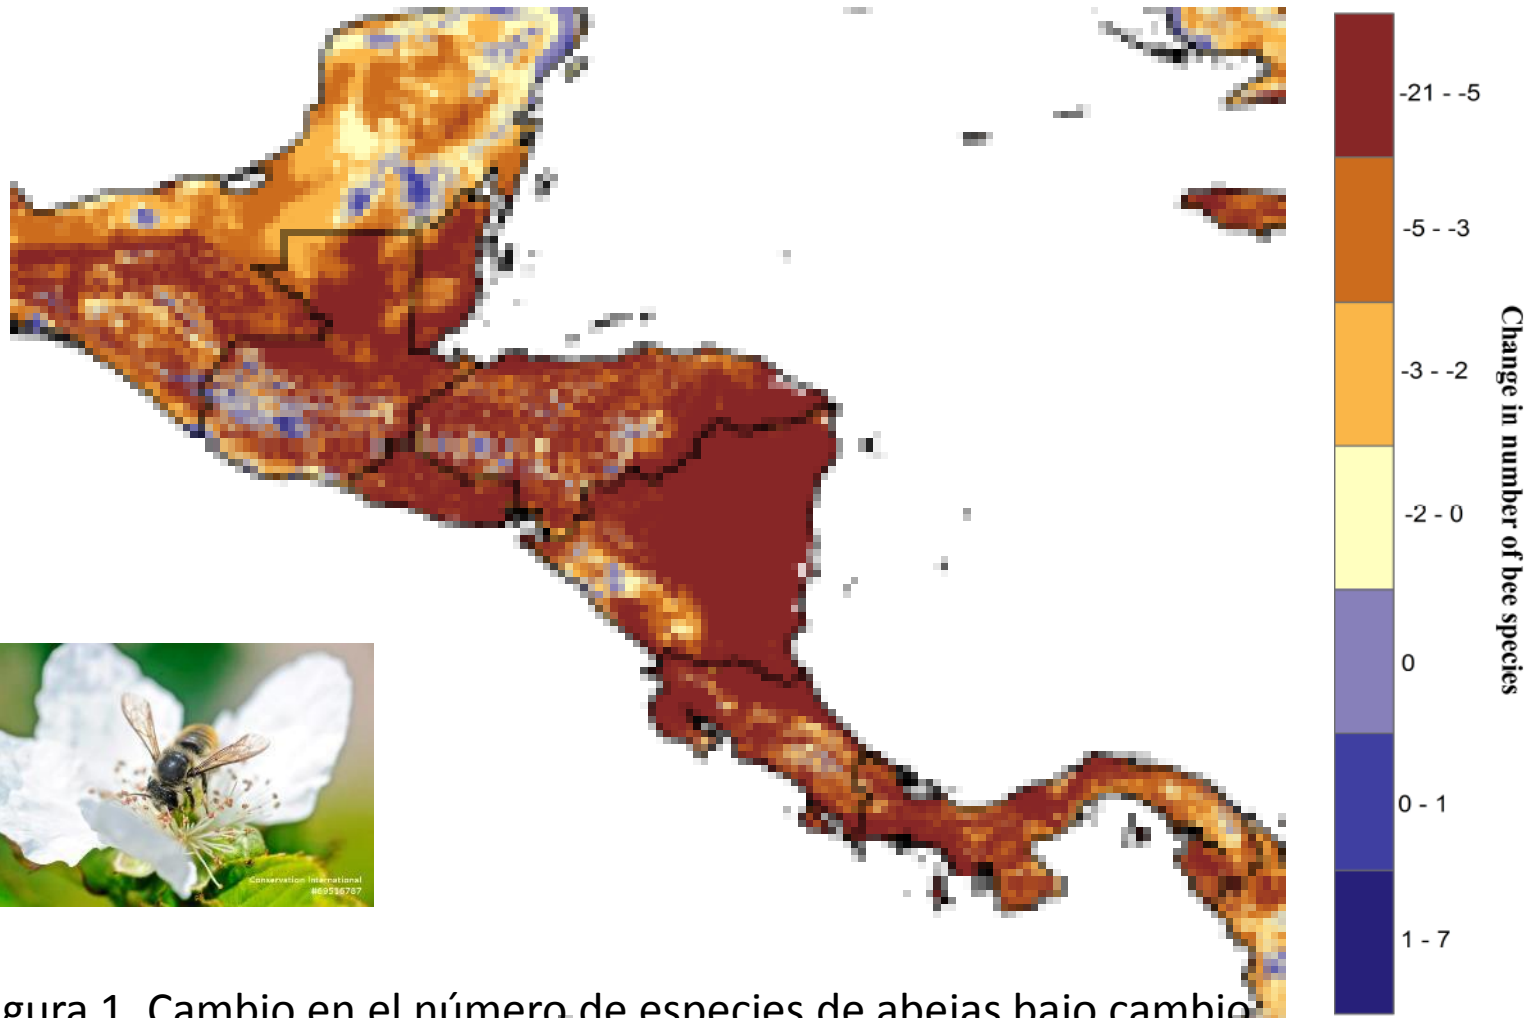 -21 - -5
-5 - -3
-3 - -2
-2 - 0
0
0 - 1
1 - 7
Change in number of bee species
Conservation International
#69516787
gura 1. Cambio en el número de especies de abejas bajo cambio